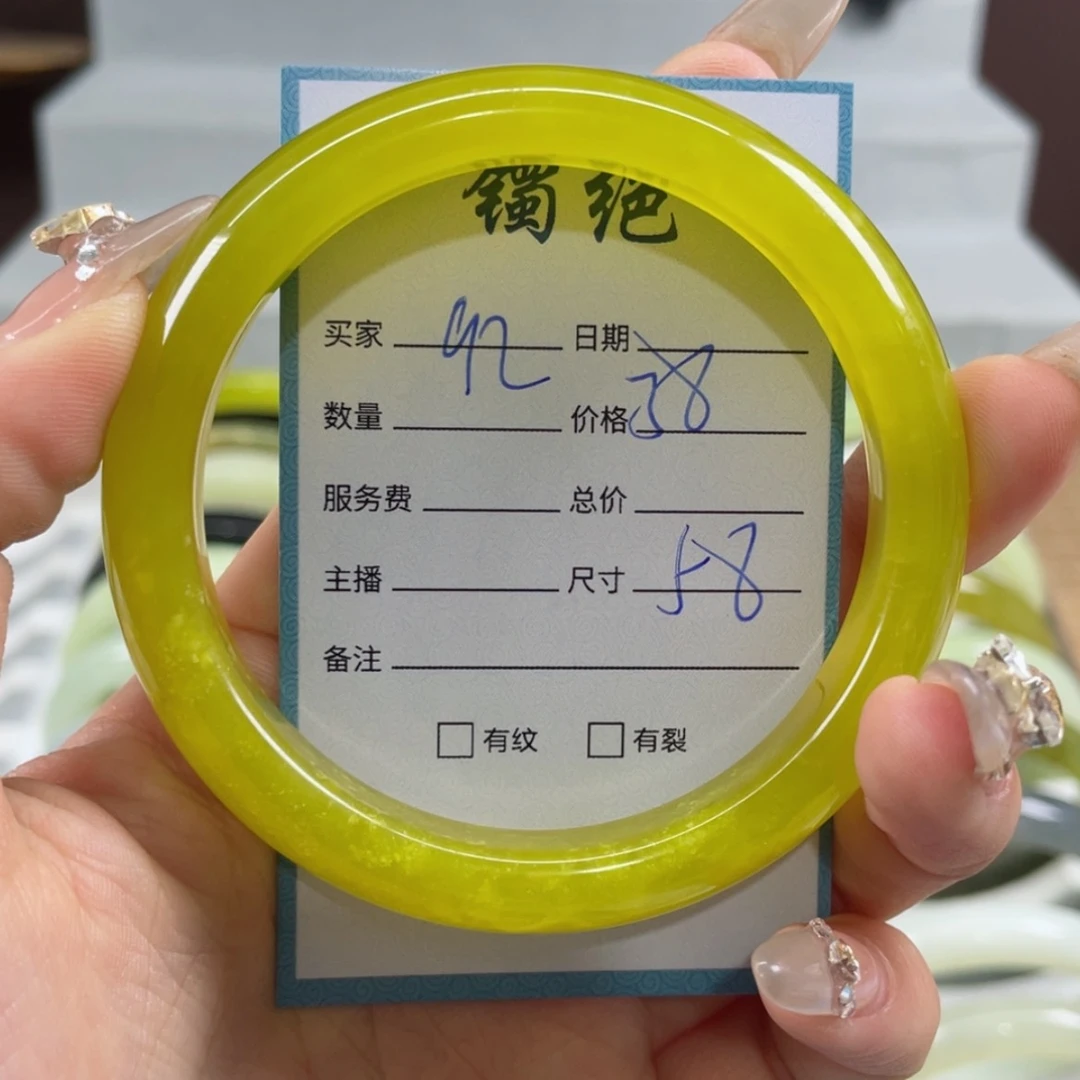 镯绝
买家 92 日期
数量 价格 38
服务费 总价
主播 尺寸 58
备注
有纹 有裂